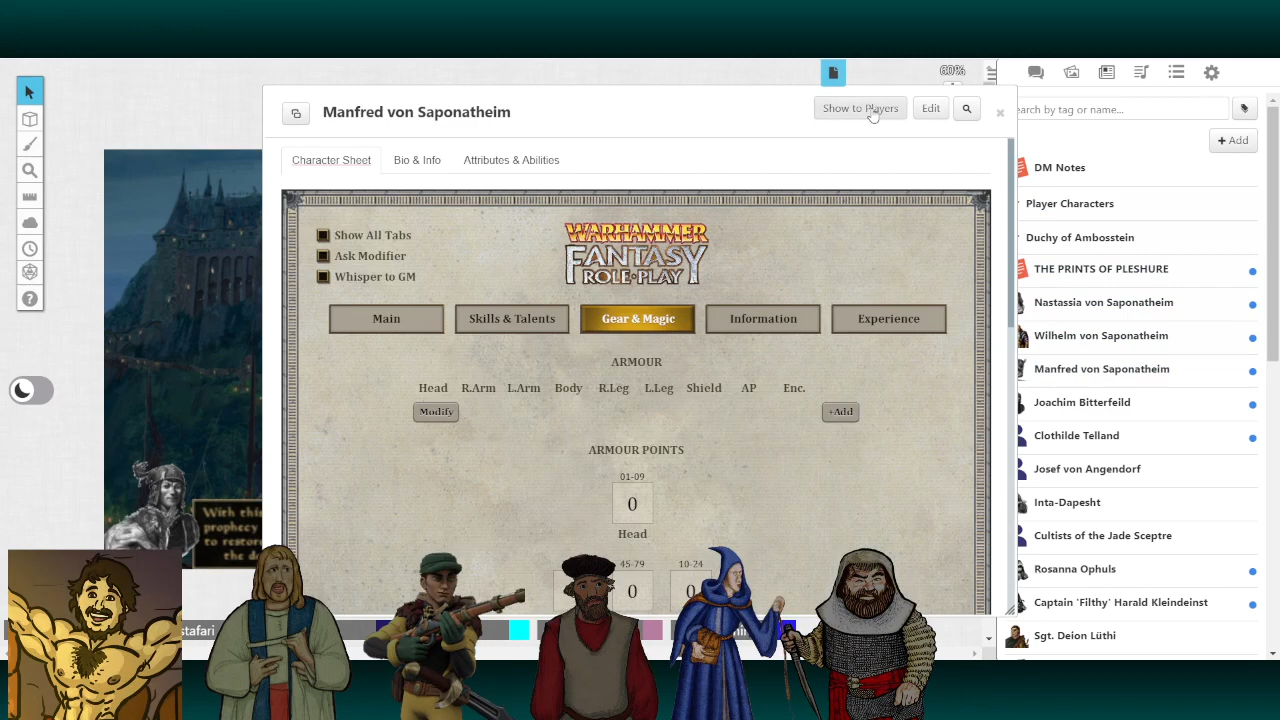 60%
Manfred von Saponatheim
Show to Players
Edit
Character Sheet
Bio & Info
Attributes & Abilities
Show All Tabs
Ask Modifier
Whisper to GM
WARHAMMER
FANTASY
ROLE·PLAY
Main
Skills & Talents
Gear & Magic
Information
Experience
ARMOUR
Head R.Arm L.Arm Body R.Leg L.Leg Shield AP Enc.
Modify
+Add
ARMOUR POINTS
01-09
0
Head
45-79
0
10-24
0
With this
prophecy
to restor
the d
stafari
earch by tag or name...
+ Add
DM Notes
Player Characters
Duchy of Ambosstein
THE PRINTS OF PLESHURE
Nastassia von Saponatheim
Wilhelm von Saponatheim
Manfred von Saponatheim
Joachim Bitterfeild
Clothilde Telland
Josef von Angendorf
Inta-Dapesht
Cultists of the Jade Sceptre
Rosanna Ophuls
Captain 'Filthy' Harald Kleindeinst
Sgt. Deion Lüthi